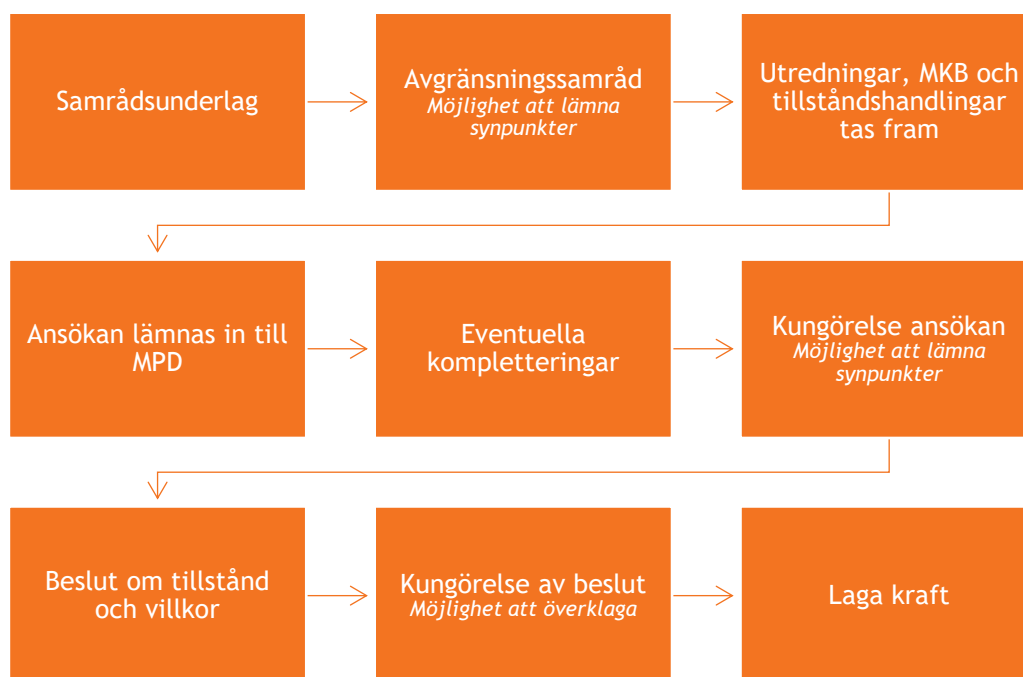 Samrådsunderlag
Avgränsningssamråd
Möjlighet att lämna
synpunkter
Utredningar, MKB och
tillståndshandlingar
tas fram
Ansökan lämnas in till
MPD
Eventuella
kompletteringar
Kungörelse ansökan
Möjlighet att lämna
synpunkter
Beslut om tillstånd
och villkor
Kungörelse av beslut
Möjlighet att överklaga
Laga kraft